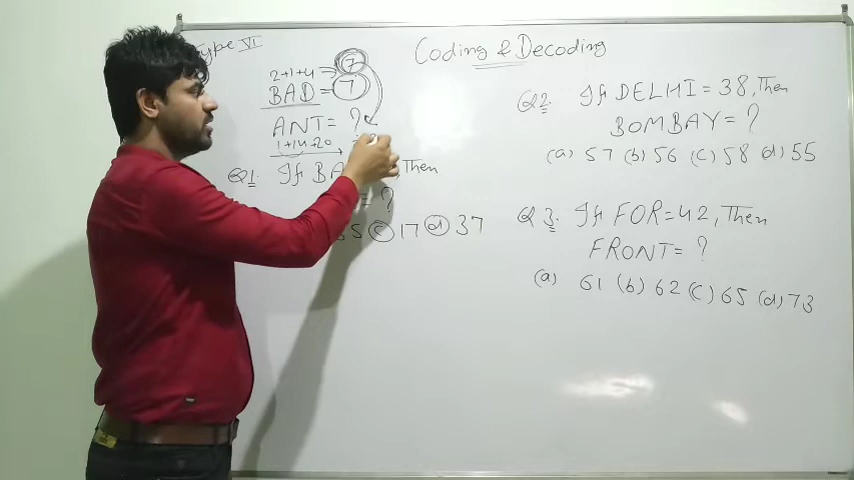 Type VI
Coding & Decoding
2+1+4 7
BAD = 7
ANT = ?
1+14+20
Q1. If BA Then
= ?
5 (c) 17 (d) 37
Q2. If DELHI = 38, Then
BOMBAY = ?
(a) 57 (b) 56 (c) 58 d) 55
Q3. If FOR = 42, Then
FRONT = ?
(a) 61 (b) 62 (c) 65 (d) 73